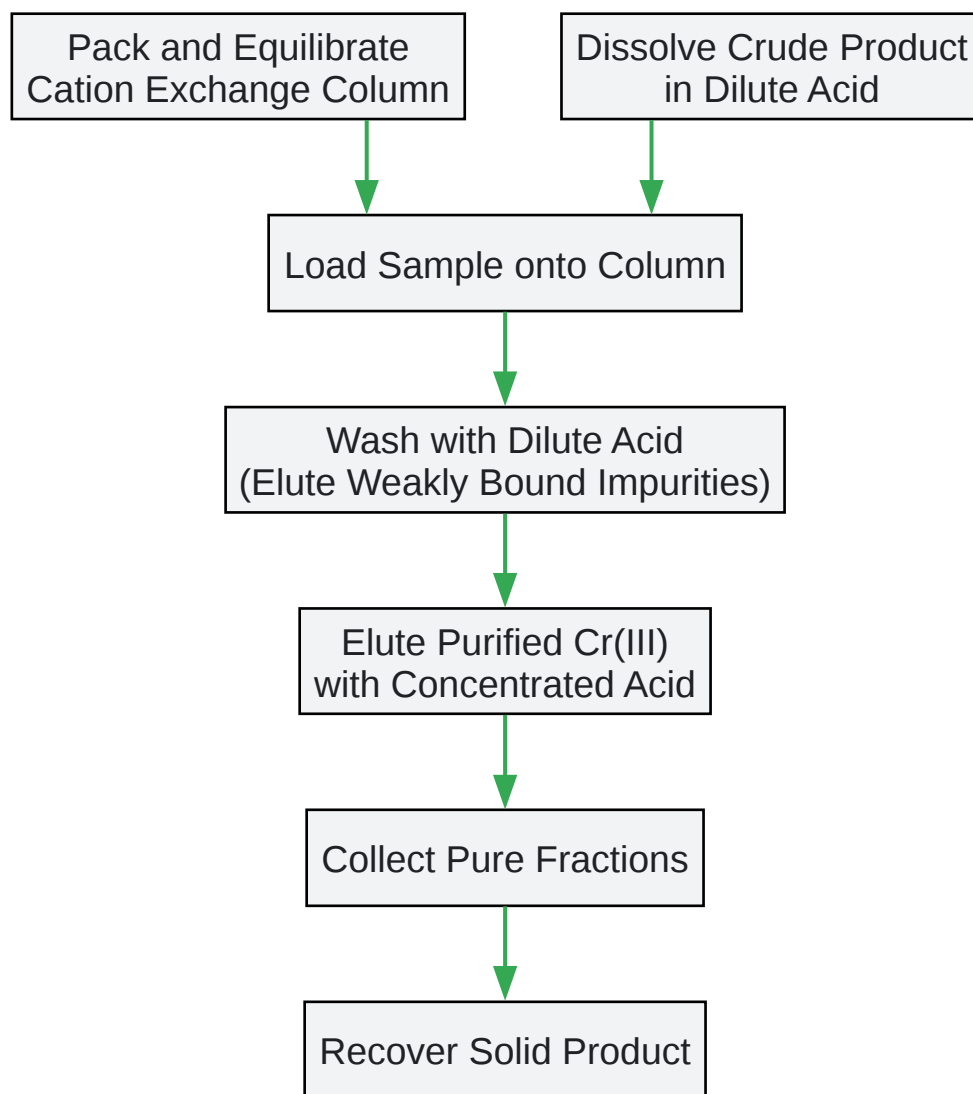 Pack and Equilibrate
Cation Exchange Column
Dissolve Crude Product
in Dilute Acid
Load Sample onto Column
Wash with Dilute Acid
(Elute Weakly Bound Impurities)
Elute Purified Cr(III)
with Concentrated Acid
Collect Pure Fractions
Recover Solid Product